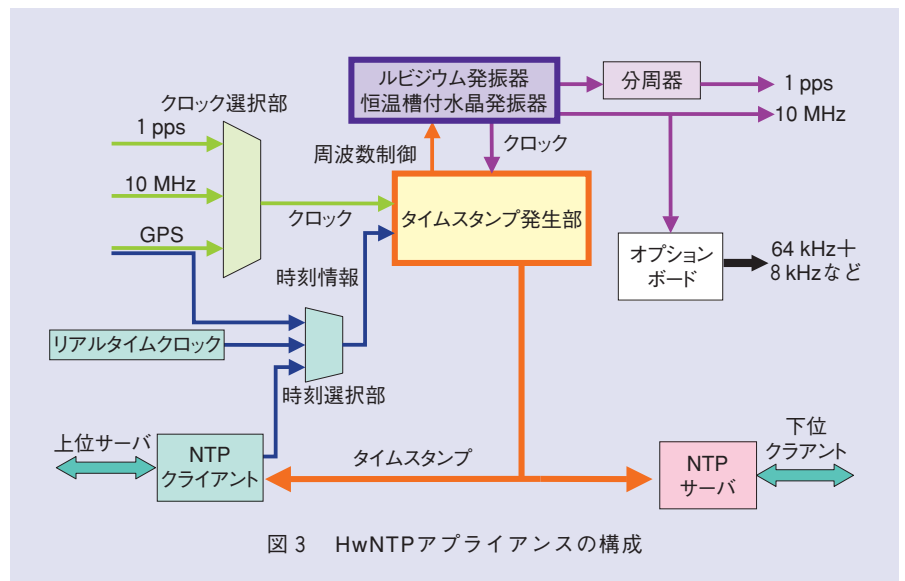 ルビジウム発振器
恒温槽付水晶発振器
分周器
1 pps
10 MHz
クロック選択部
1 pps
10 MHz
GPS
周波数制御
クロック
クロック
タイムスタンプ発生部
オプション
ボード
64 kHz＋
8 kHzなど
時刻情報
リアルタイムクロック
時刻選択部
上位サーバ
NTP
クライアント
タイムスタンプ
NTP
サーバ
下位
クラアント
図3 HwNTPアプライアンスの構成